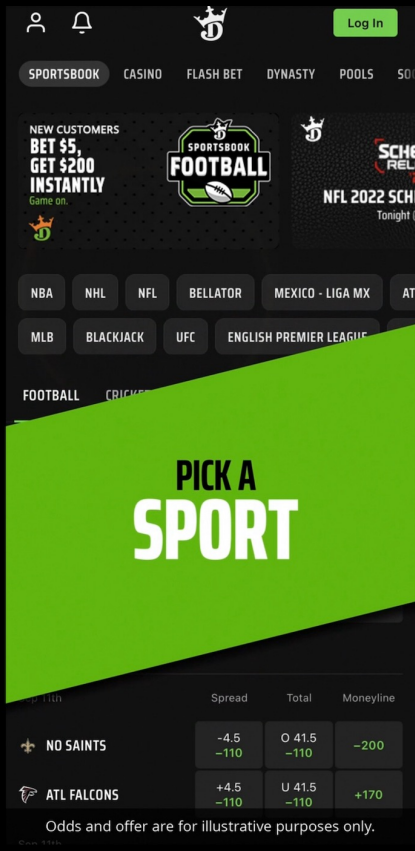 Log In
SPORTSBOOK CASINO FLASH BET DYNASTY POOLS
NEW CUSTOMERS
BET $5,
GET $200
INSTANTLY
Game on.
SPORTSBOOK
FOOTBALL
NFL 2022
Tonight
NBA NHL NFL BELLATOR MEXICO - LIGA MX
MLB BLACKJACK UFC ENGLISH PREMIER LEAGUE
FOOTBALL
PICK A
SPORT
Spread Total Moneyline
NO SAINTS -4.5 O 41.5 −200
−110 −110
ATL FALCONS +4.5 U 41.5 +170
−110 −110
Odds and offer are for illustrative purposes only.